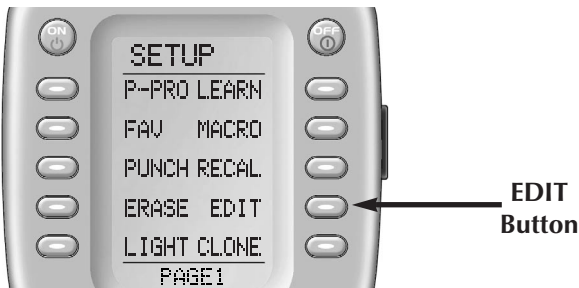 ON OFF
SETUP
P-PRO LEARN
FAV MACRO
PUNCH RECAL
ERASE EDIT
LIGHT CLONE
PAGE1
EDIT
Button